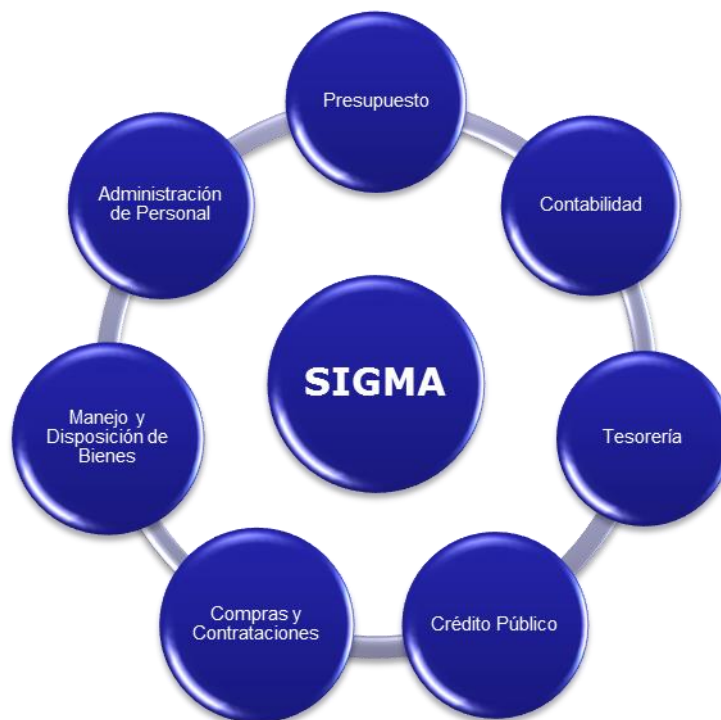 Presupuesto
Contabilidad
Tesorería
Crédito Público
Compras y
Contrataciones
Manejo y
Disposición de
Bienes
Administración
de Personal
SIGMA